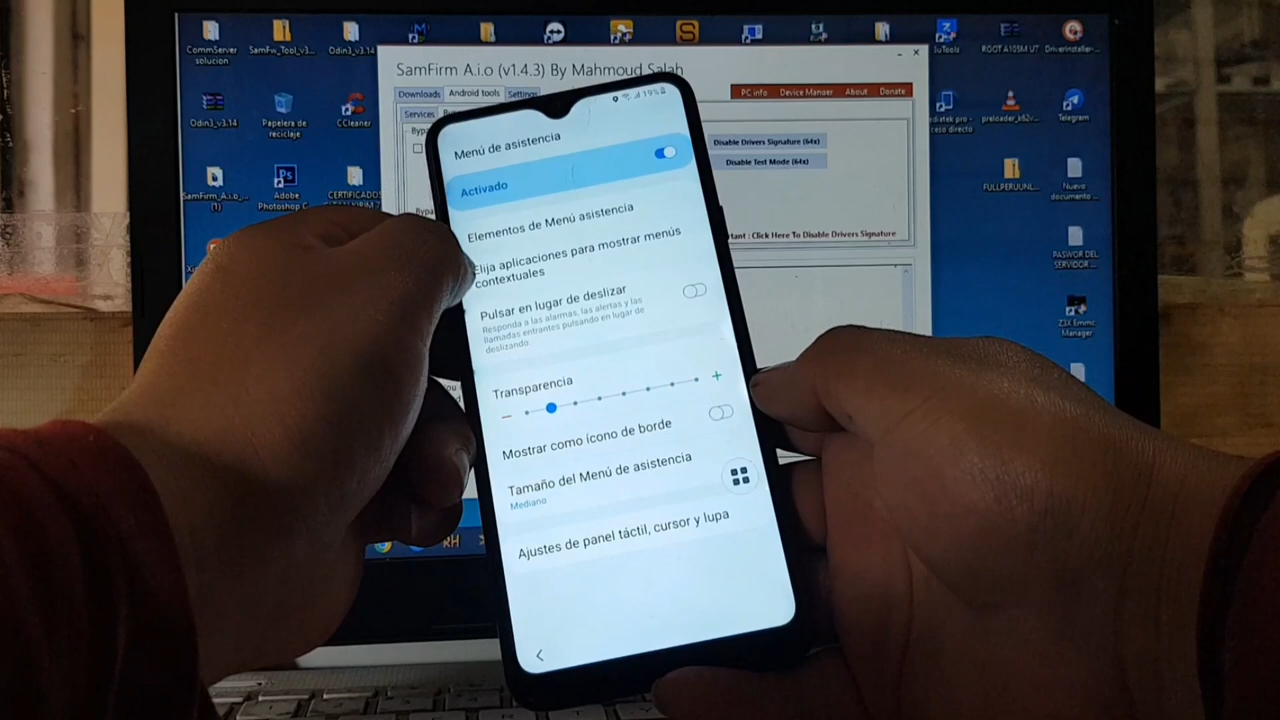 CommServer
solucion
SamFw_Tool_v3...
Odin3_v3.14
ROOT A105M U7
DriverInstaller-...
SamFirm A.i.o (v1.4.3) By Mahmoud Salah
Downloads
Android tools
Settings
PC info
Device Manger
About
Donate
Services
Odin3_v3.14
Papelera de
reciclaje
CCleaner
Telegram
Disable Drivers Signature (64x)
Disable Test Mode (64x)
SamFirm_A.i.o_...
(1)
Adobe
Photoshop C...
CERTIFICADOS
FULLPERUUNL...
Nuevo
documento ...
tant : Click Here To Disable Drivers Signature
PASWOR DEL
SERVIDOR ...
Z3X Emmc
Manager
19%
Menú de asistencia
Activado
Elementos de Menú asistencia
Elija aplicaciones para mostrar menús
contextuales
Pulsar en lugar de deslizar
Responda a las alarmas, las alertas y las
llamadas entrantes pulsando en lugar de
deslizando.
Transparencia
Mostrar como ícono de borde
Tamaño del Menú de asistencia
Mediano
Ajustes de panel táctil, cursor y lupa